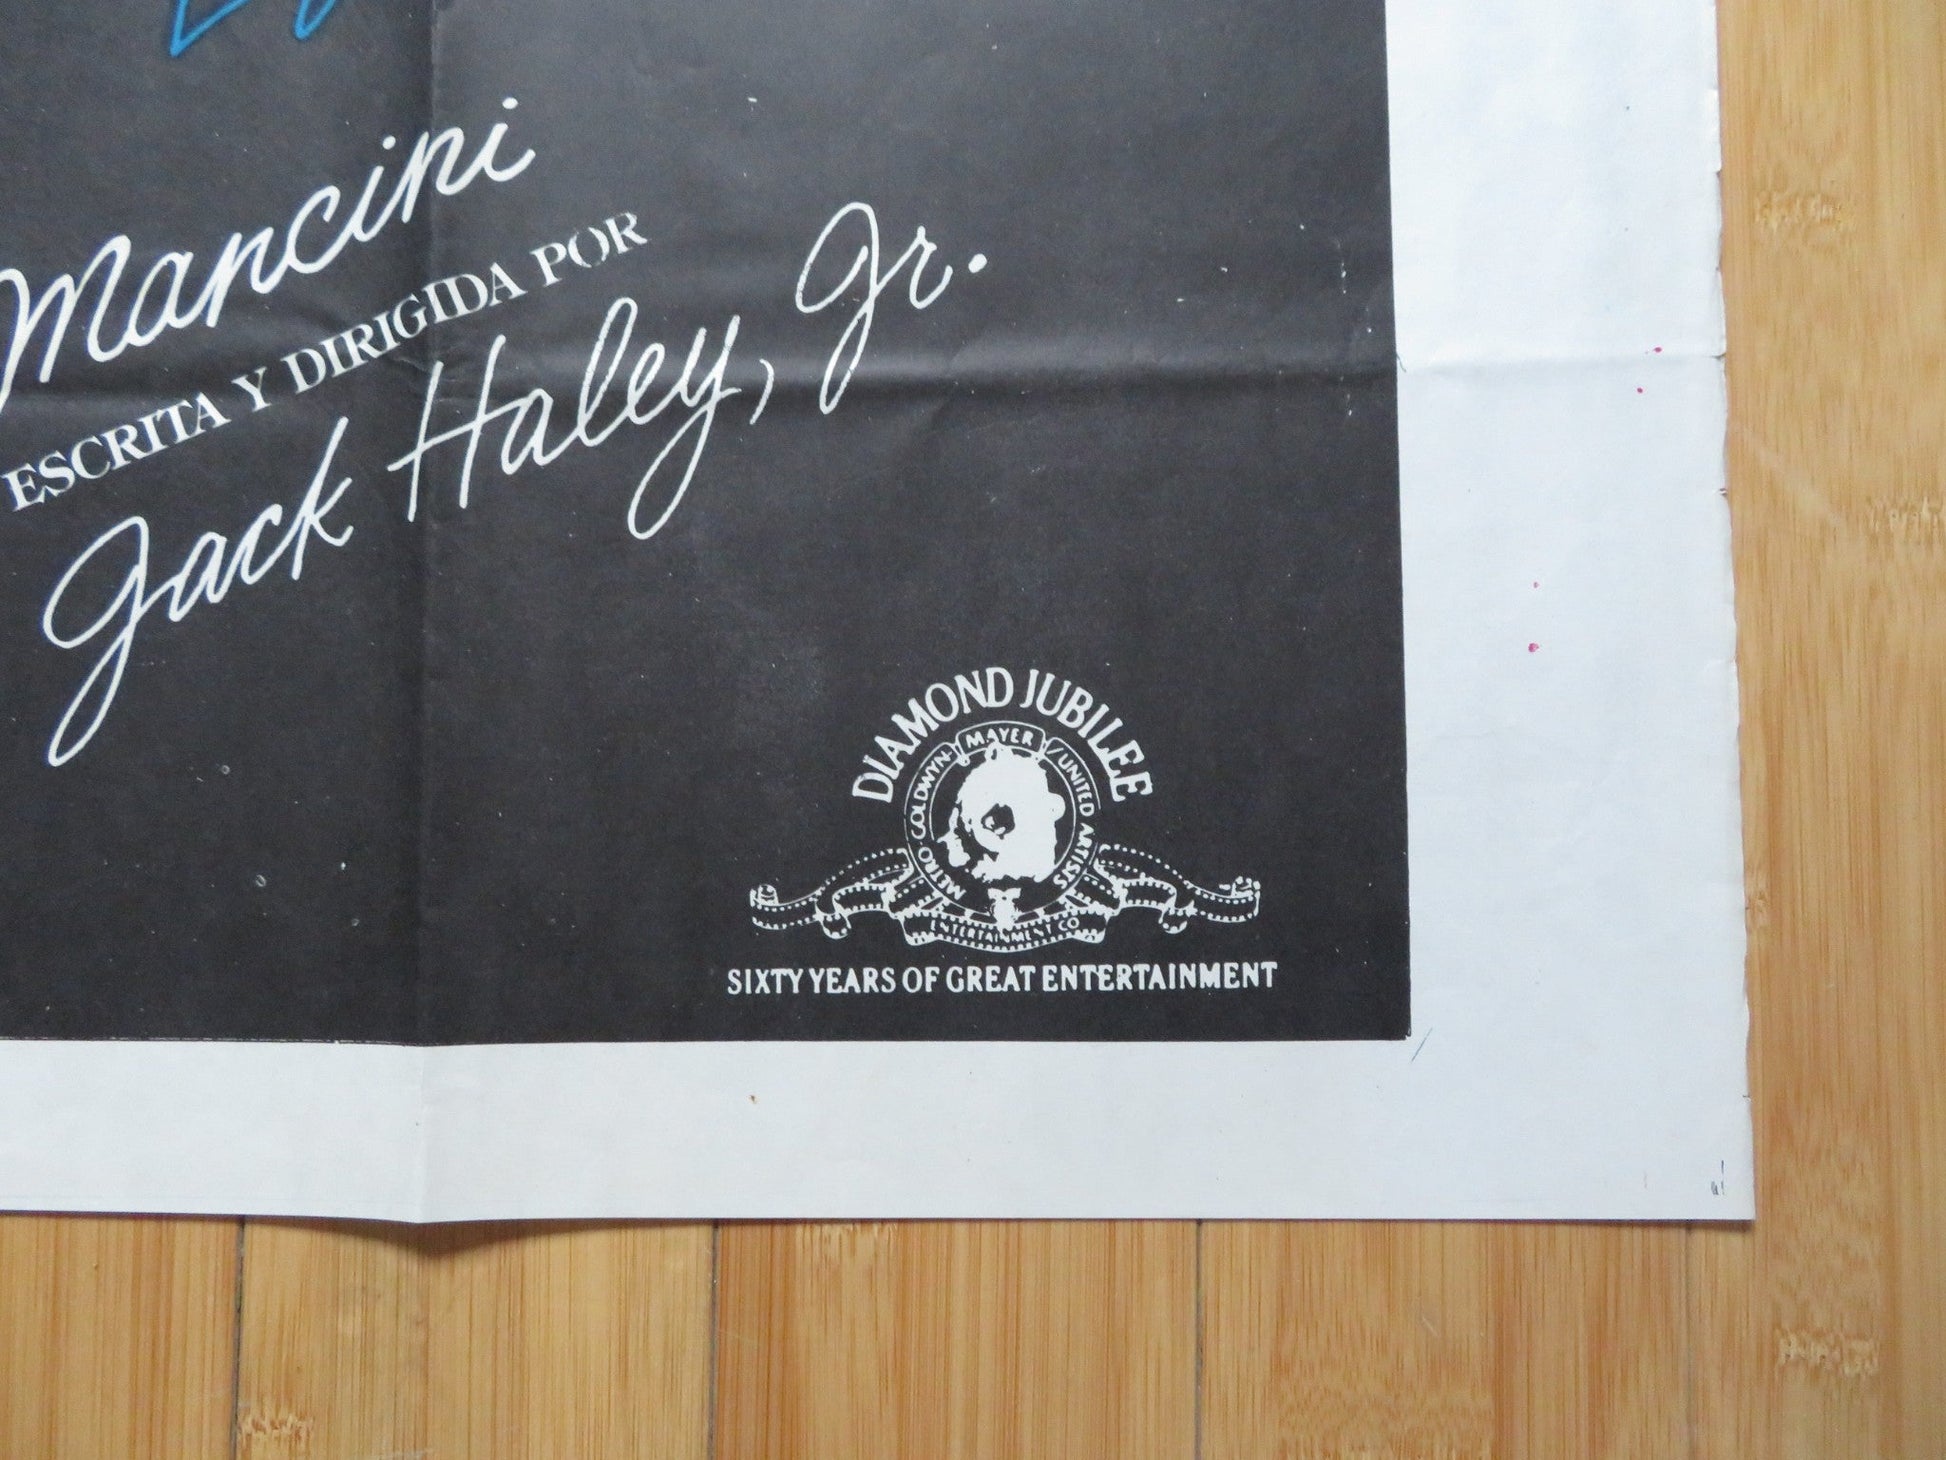 Mancini
ESCRITA Y DIRIGIDA POR
Jack Haley, Jr.
DIAMOND JUBILEE
METRO GOLDWYN MAYER/UNITED ARTISTS
ENTERTAINMENT CO
SIXTY YEARS OF GREAT ENTERTAINMENT